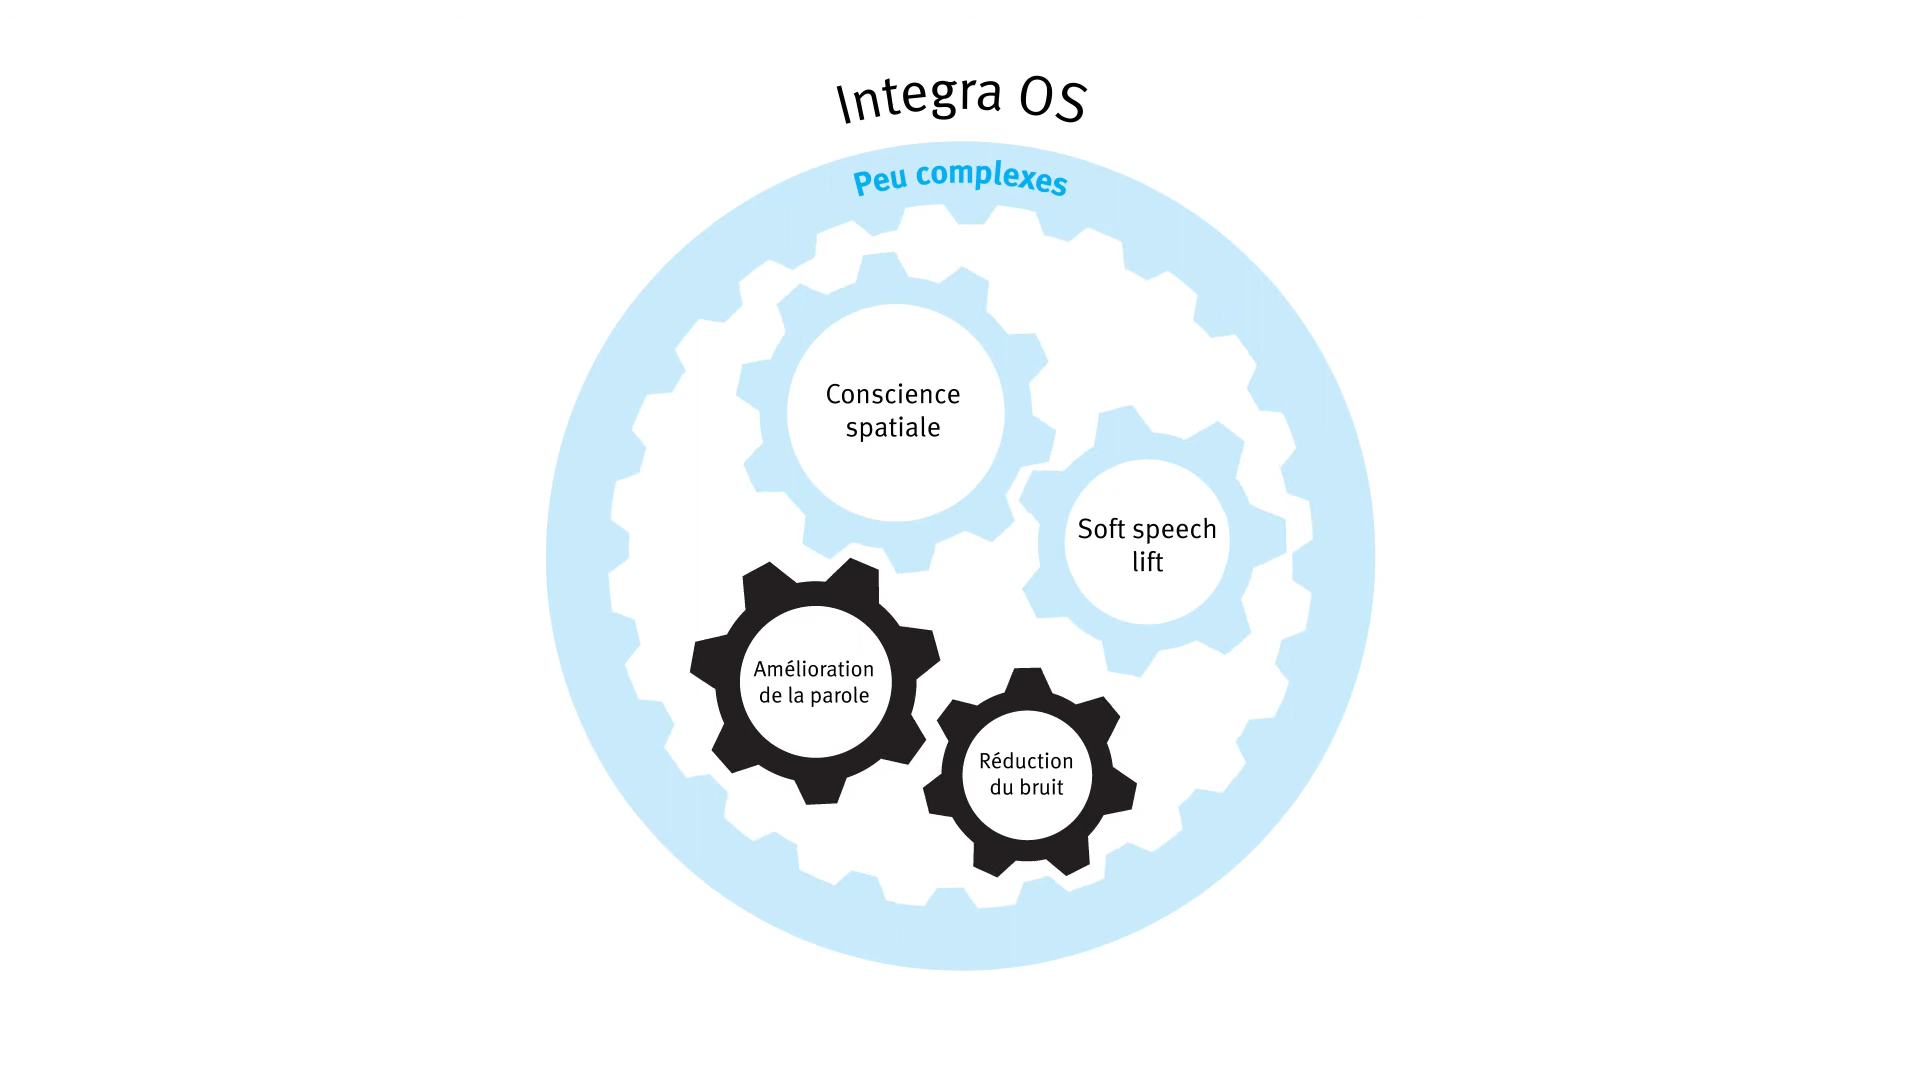 Integra OS
Peu complexes
Conscience
spatiale
Soft speech
lift
Amélioration
de la parole
Réduction
du bruit